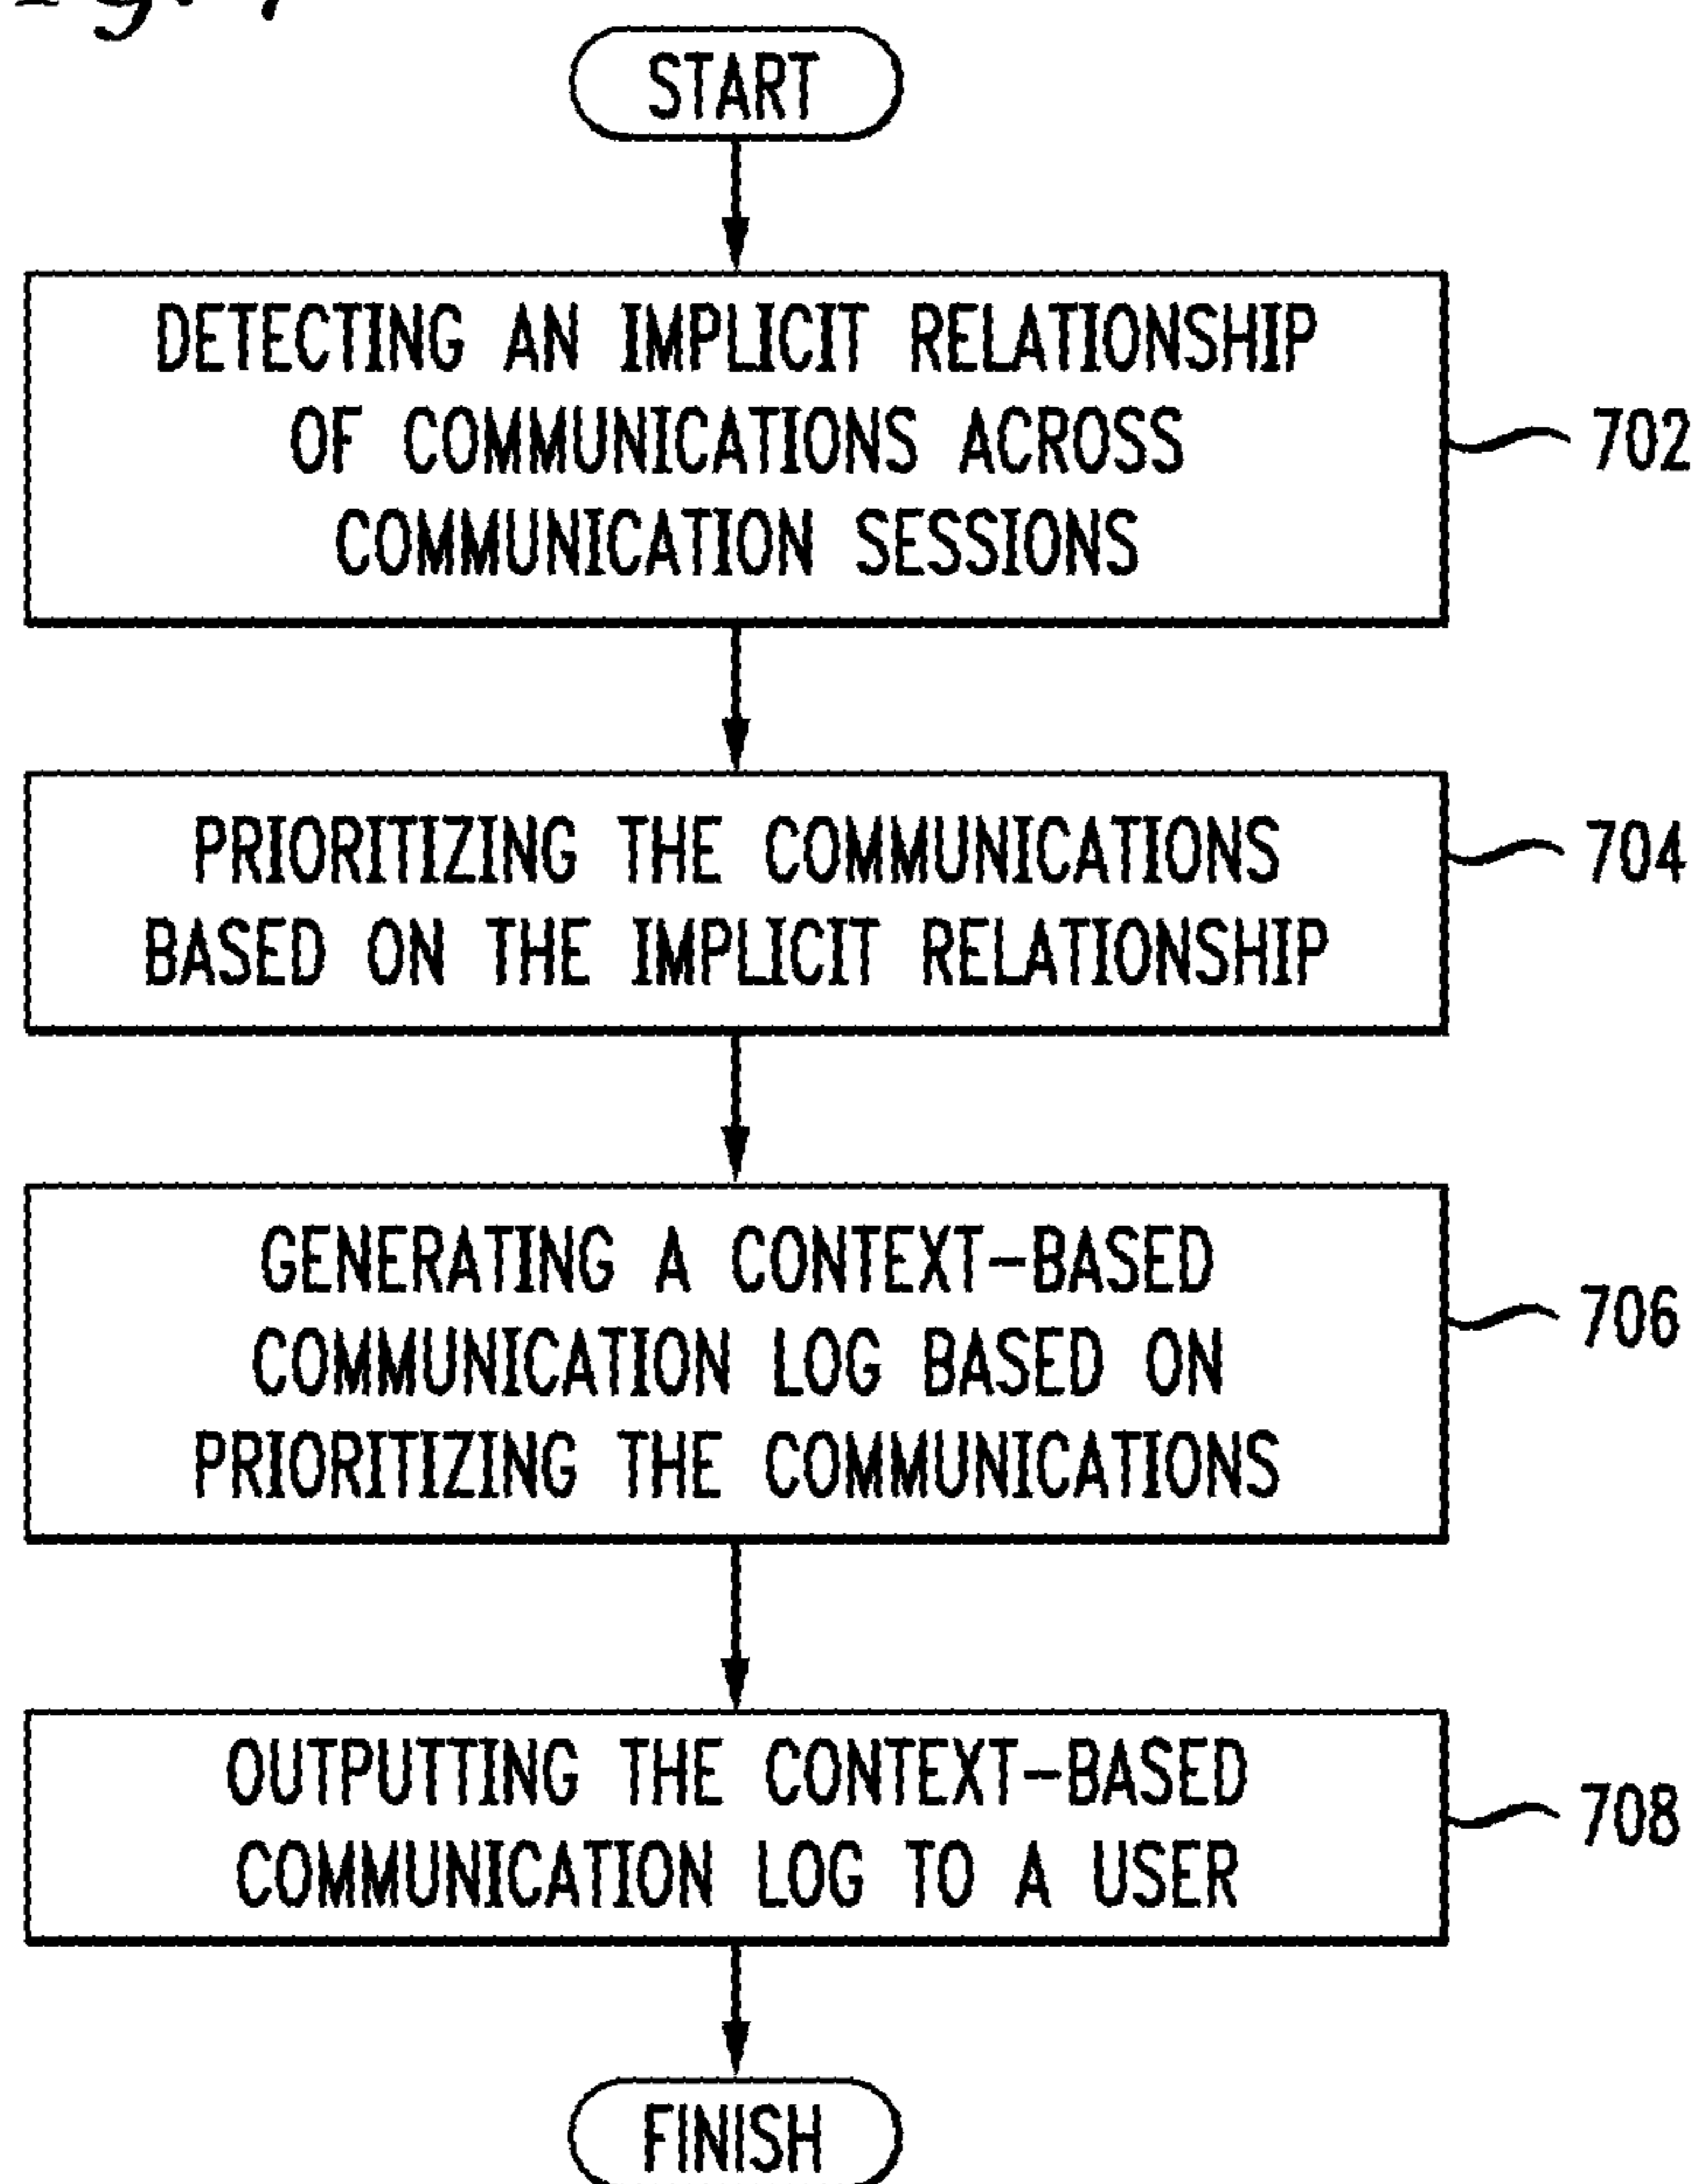 START
DETECTING AN IMPLICIT RELATIONSHIP
OF COMMUNICATIONS ACROSS
COMMUNICATION SESSIONS
702
PRIORITIZING THE COMMUNICATIONS
BASED ON THE IMPLICIT RELATIONSHIP
704
GENERATING A CONTEXT-BASED
COMMUNICATION LOG BASED ON
PRIORITIZING THE COMMUNICATIONS
706
OUTPUTTING THE CONTEXT-BASED
COMMUNICATION LOG TO A USER
708
FINISH